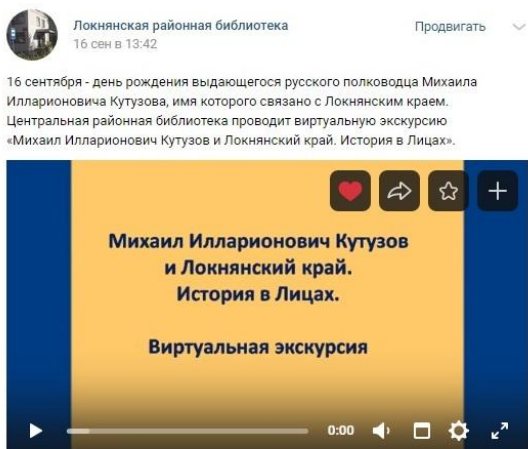 Локнянская районная библиотека
Продвигать
16 сен в 13:42
16 сентября - день рождения выдающегося русского полководца Михаила
Илларионовича Кутузова, имя которого связано с Локнянским краем.
Центральная районная библиотека проводит виртуальную экскурсию
«Михаил Илларионович Кутузов и Локнянский край. История в Лицах».
Михаил Илларионович Кутузов
и Локнянский край.
История в Лицах.
Виртуальная экскурсия
0:00